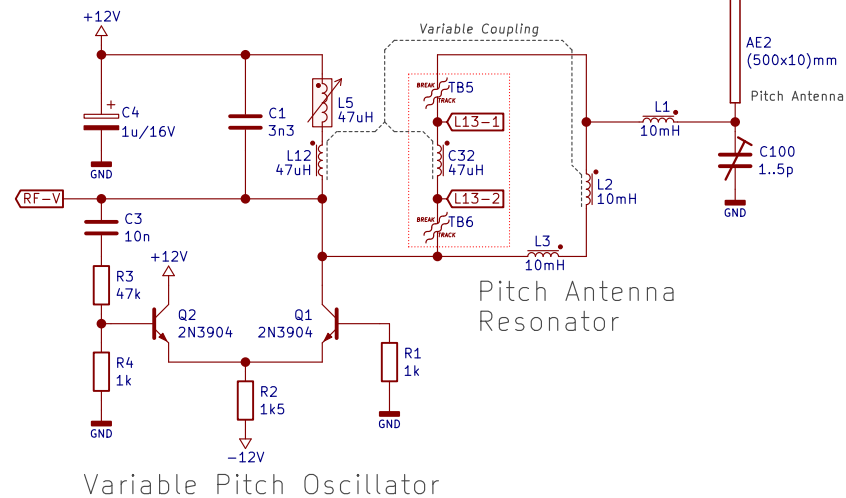 +12V
Variable Coupling
AE2
(500x10)mm
Pitch Antenna
BREAK
TB5
TRACK
+
C4
1u/16V
C1
3n3
L5
47uH
L13-1
L1
10mH
L12
47uH
C32
47uH
C100
1..5p
GND
L2
10mH
RF-V
L13-2
GND
C3
10n
BREAK
TB6
TRACK
L3
10mH
+12V
R3
47k
Q2
2N3904
Q1
2N3904
Pitch Antenna
Resonator
R4
1k
R1
1k
R2
1k5
GND
GND
-12V
Variable Pitch Oscillator